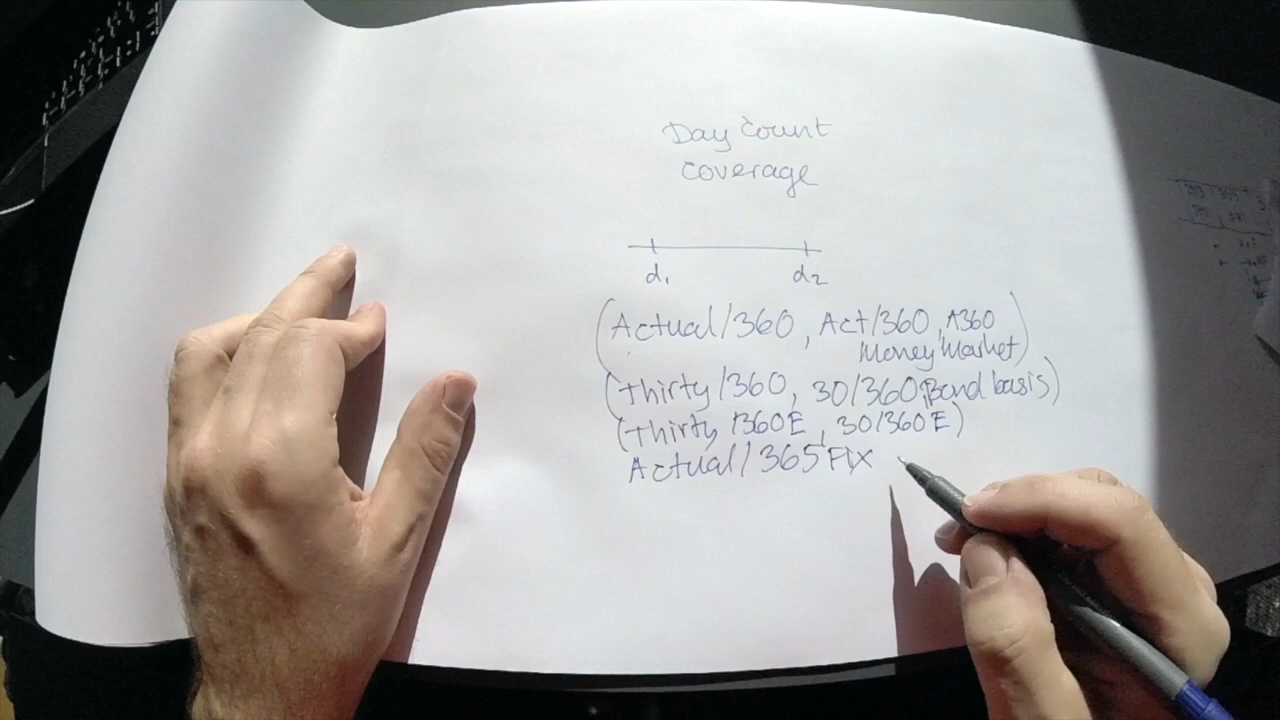 Day Count
Coverage
d1 d2
(Actual/360, Act/360, A360
Money Market)
(Thirty/360, 30/360, Bond basis)
(Thirty/360E, 30/360E)
Actual/365 Fix